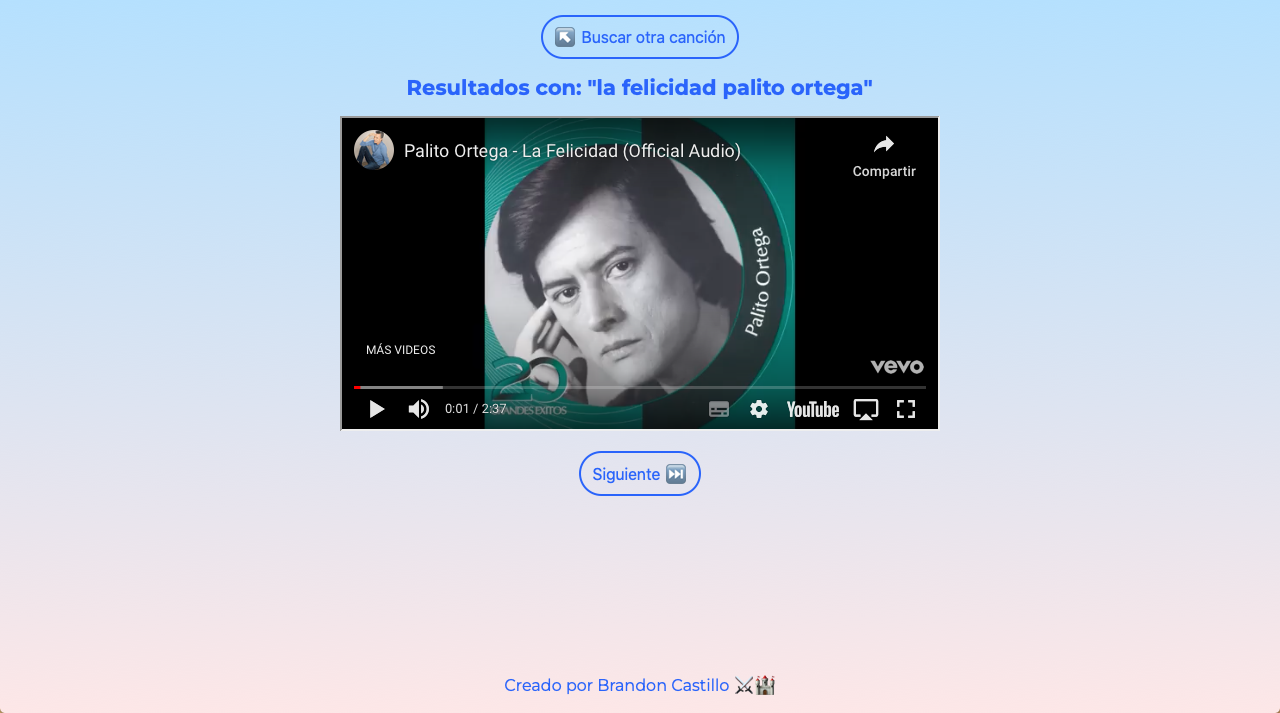 Buscar otra canción
Resultados con: "la felicidad palito ortega"
Palito Ortega - La Felicidad (Official Audio)
Compartir
Palito Ortega
MÁS VIDEOS
vevo
20
GRANDES EXITOS
0:01 / 2:37
YouTube
Siguiente
Creado por Brandon Castillo